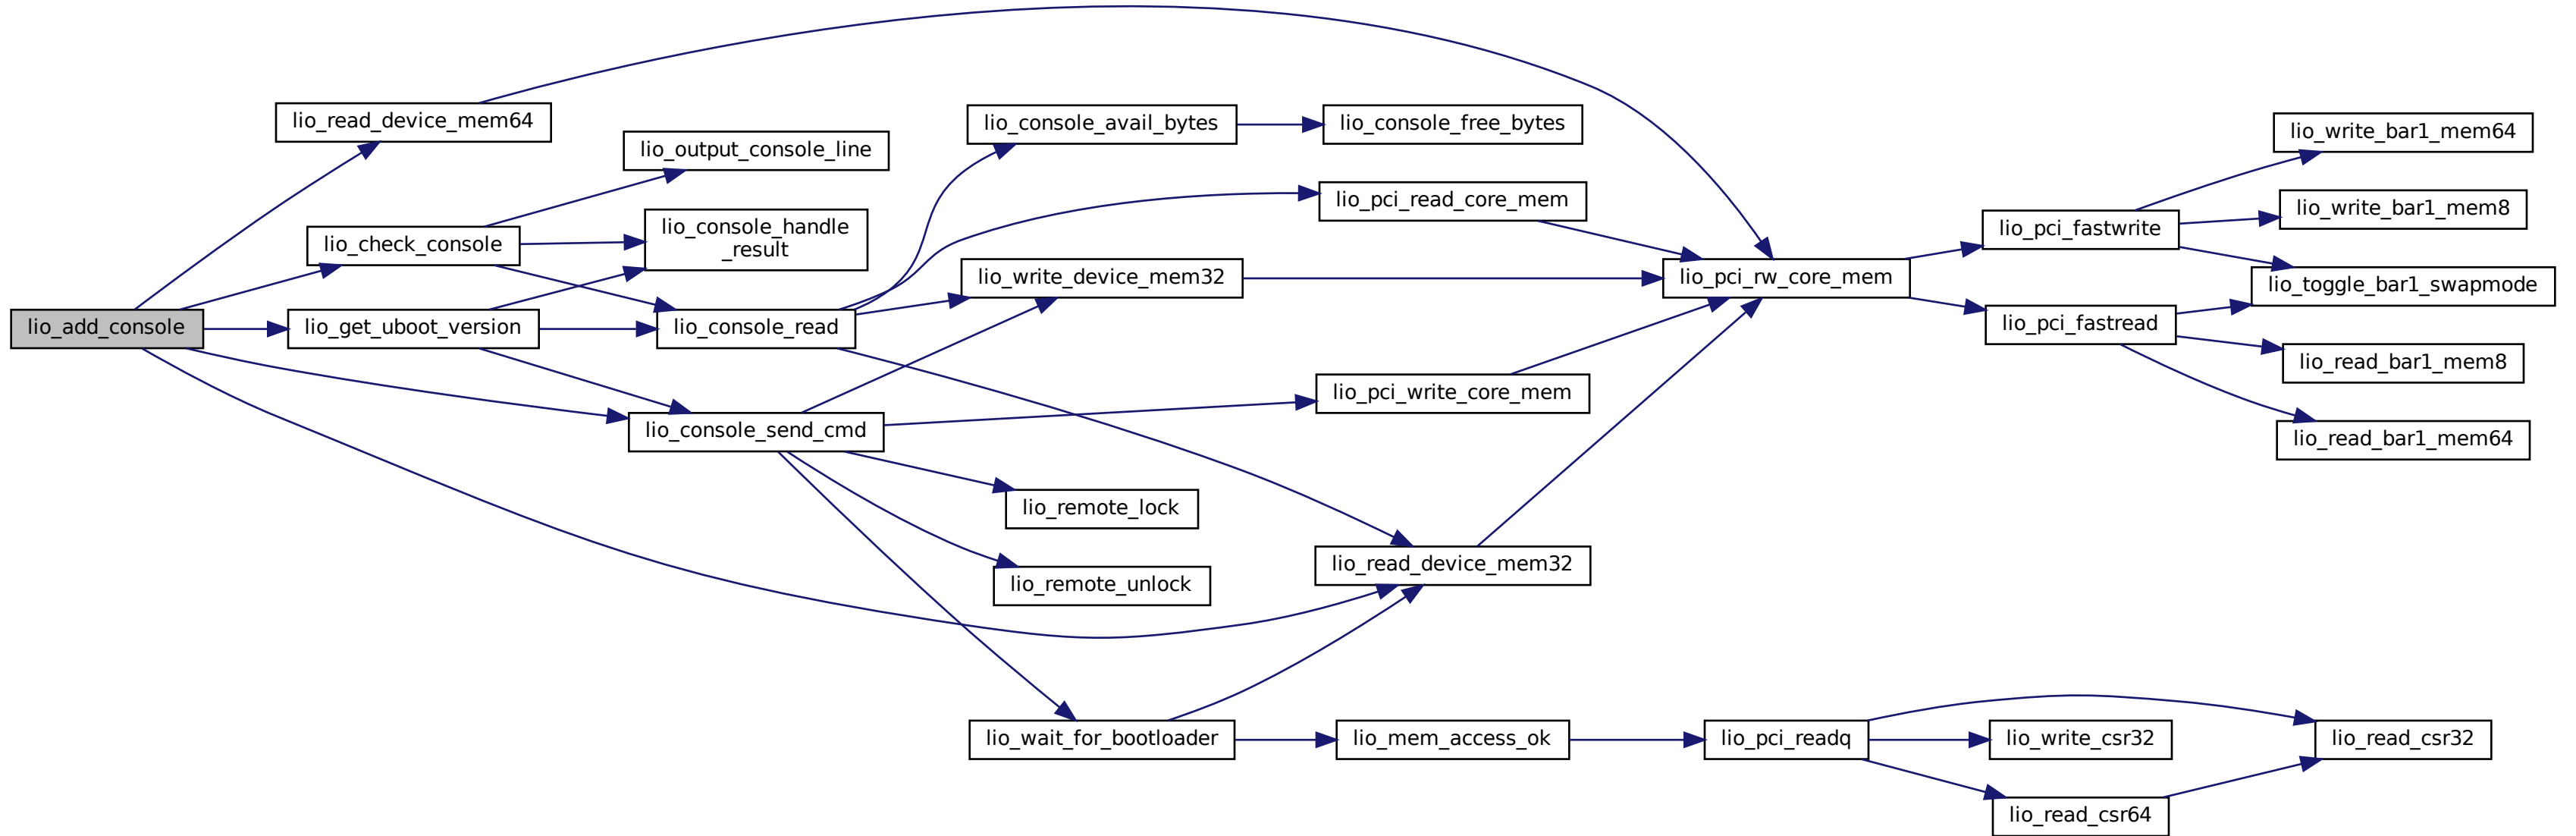 lio_add_console
lio_read_device_mem64
lio_check_console
lio_get_uboot_version
lio_output_console_line
lio_console_handle
_result
lio_console_read
lio_console_send_cmd
lio_console_avail_bytes
lio_write_device_mem32
lio_remote_lock
lio_remote_unlock
lio_wait_for_bootloader
lio_console_free_bytes
lio_pci_read_core_mem
lio_pci_write_core_mem
lio_read_device_mem32
lio_mem_access_ok
lio_pci_rw_core_mem
lio_pci_readq
lio_pci_fastwrite
lio_pci_fastread
lio_write_csr32
lio_read_csr64
lio_write_bar1_mem64
lio_write_bar1_mem8
lio_toggle_bar1_swapmode
lio_read_bar1_mem8
lio_read_bar1_mem64
lio_read_csr32